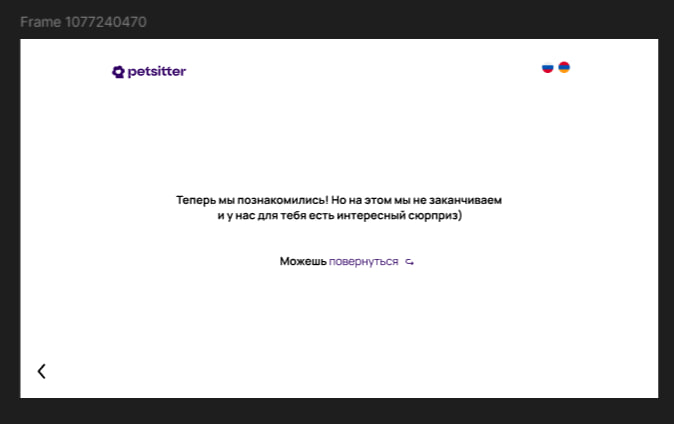 Frame 1077240470
petsitter
Теперь мы познакомились! Но на этом мы не заканчиваем
и у нас для тебя есть интересный сюрприз)
Можешь повернуться